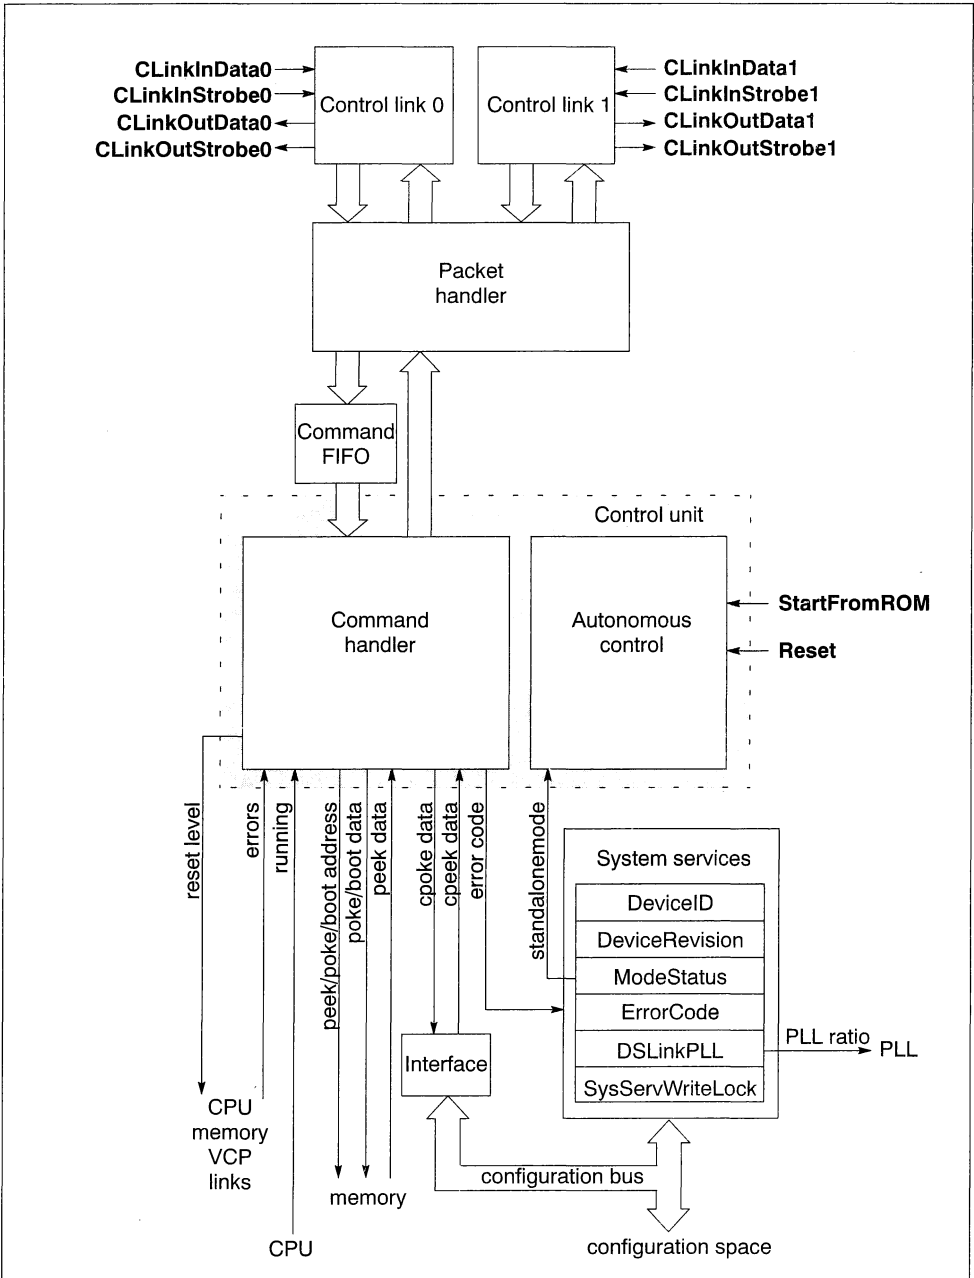 CLinkInData0
CLinkInStrobe0
CLinkOutData0
CLinkOutStrobe0
Control link 0
Control link 1
CLinkInData1
CLinkInStrobe1
CLinkOutData1
CLinkOutStrobe1
Packet
handler
Command
FIFO
Control unit
Command
handler
Autonomous
control
StartFromROM
Reset
reset level
errors
running
peek/poke/boot address
poke/boot data
peek data
cpoke data
cpeek data
error code
standalonemode
System services
DeviceID
DeviceRevision
ModeStatus
ErrorCode
DSLinkPLL
SysServWriteLock
PLL ratio
PLL
Interface
CPU
memory
VCP
links
memory
configuration bus
CPU
configuration space